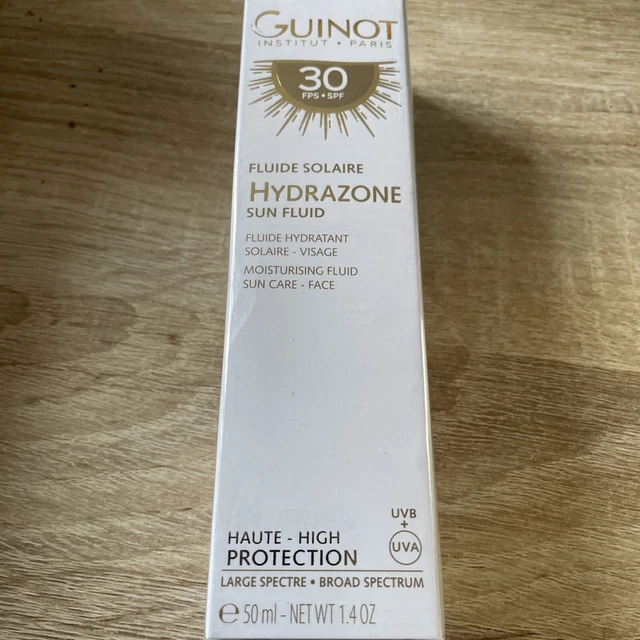 GUINOT
INSTITUT • PARIS
30
FPS • SPF
FLUIDE SOLAIRE
HYDRAZONE
SUN FLUID
FLUIDE HYDRATANT
SOLAIRE - VISAGE
MOISTURISING FLUID
SUN CARE - FACE
UVB
+
UVA
HAUTE - HIGH
PROTECTION
LARGE SPECTRE • BROAD SPECTRUM
e 50 ml - NET WT 1.4 OZ